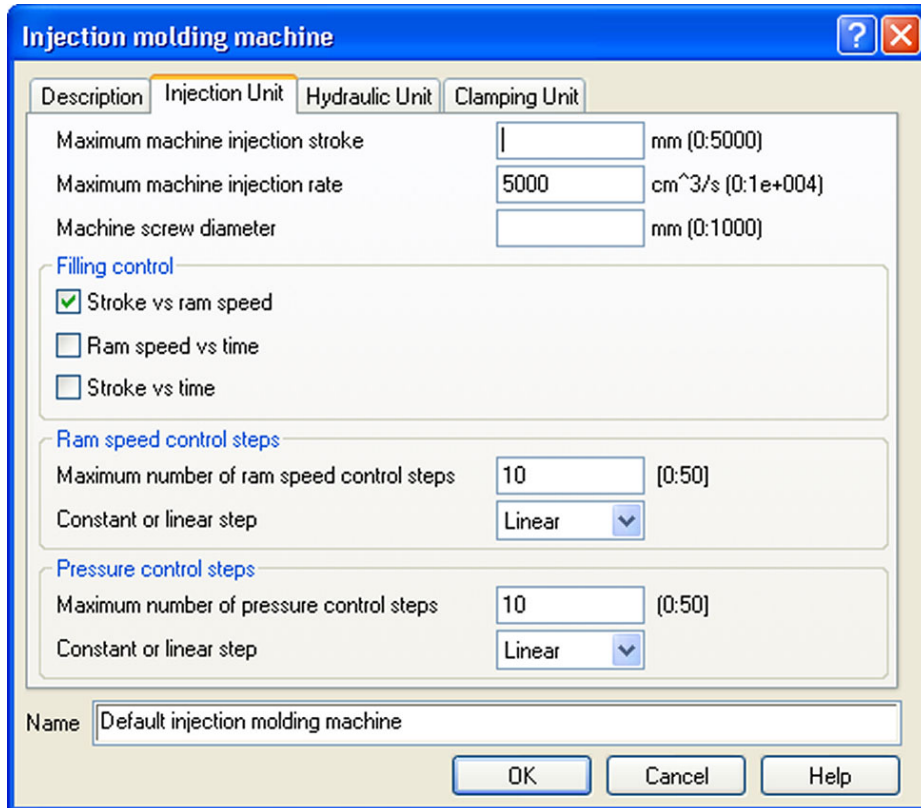 Injection molding machine
Description Injection Unit Hydraulic Unit Clamping Unit
Maximum machine injection stroke mm (0:5000)
Maximum machine injection rate 5000 cm^3/s (0:1e+004)
Machine screw diameter mm (0:1000)
Filling control
Stroke vs ram speed
Ram speed vs time
Stroke vs time
Ram speed control steps
Maximum number of ram speed control steps 10 [0:50]
Constant or linear step Linear
Pressure control steps
Maximum number of pressure control steps 10 (0:50]
Constant or linear step Linear
Name Default injection molding machine
OK Cancel Help